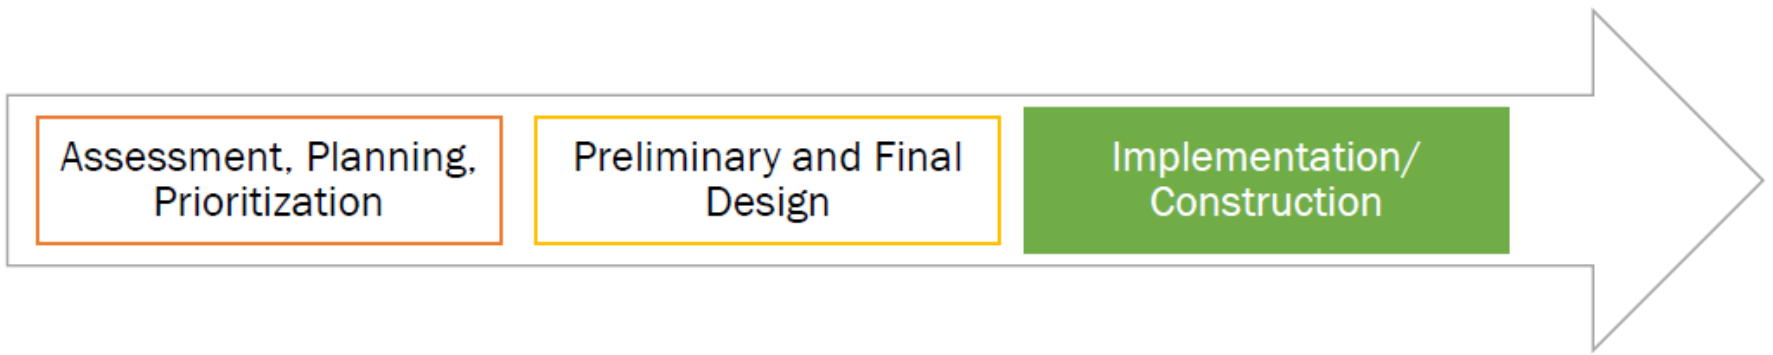 Assessment, Planning,
Prioritization
Preliminary and Final
Design
Implementation/
Construction